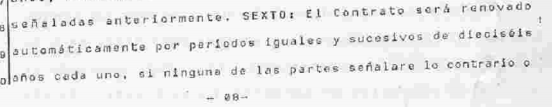 señaladas anteriormente. SEXTO: El Contrato será renovado
automáticamente por períodos iguales y sucesivos de dieciséis
años cada uno, si ninguna de las partes señalare lo contrario o
- 08-